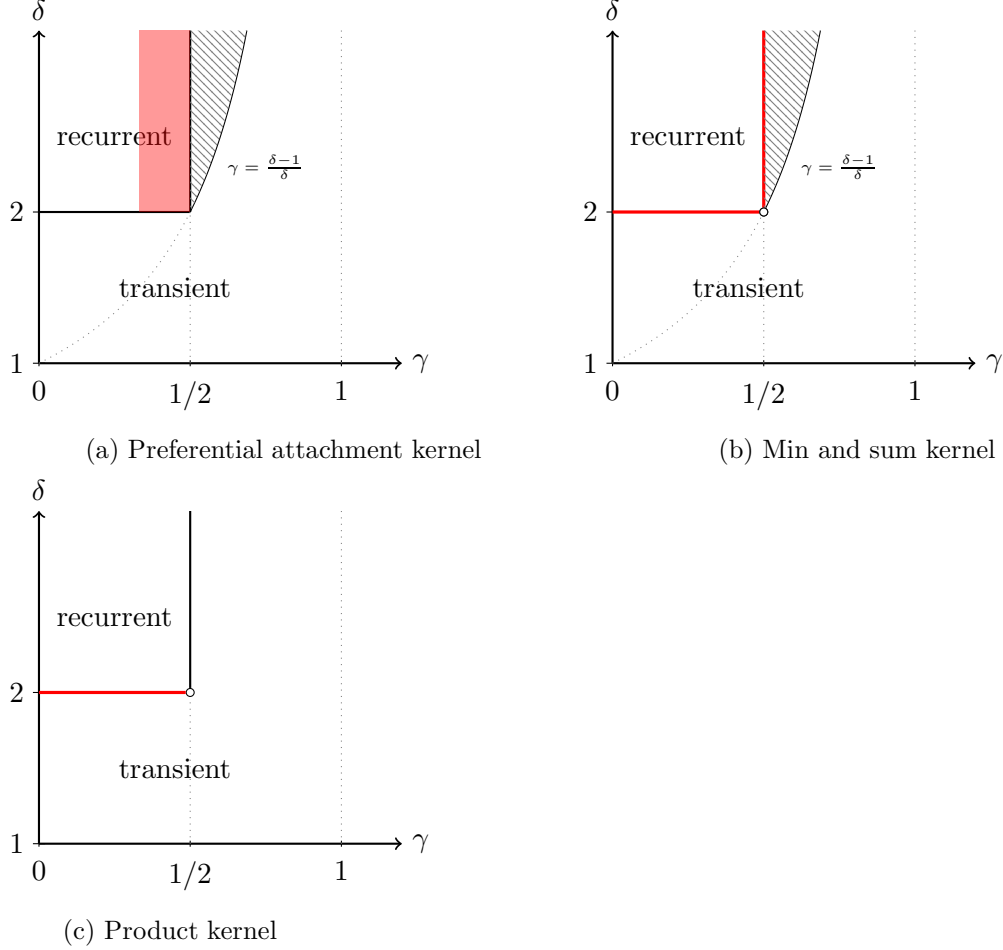 δ
recurrent
γ = (δ−1)/δ
2
transient
1
γ
0
1/2
1
(a) Preferential attachment kernel
δ
recurrent
γ = (δ−1)/δ
2
transient
1
γ
0
1/2
1
(b) Min and sum kernel
δ
recurrent
2
transient
1
γ
0
1/2
1
(c) Product kernel